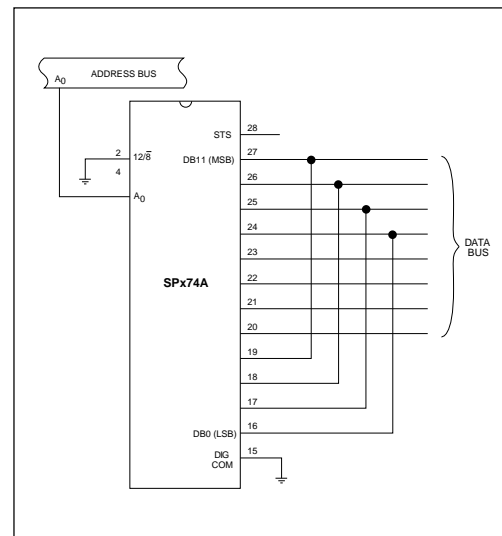 A0 ADDRESS BUS
STS 28
2 12/8̅ DB11 (MSB) 27
4 26
A0 25
24
23
DATA
BUS
SPx74A 22
21
20
19
18
17
DB0 (LSB) 16
DIG
COM 15